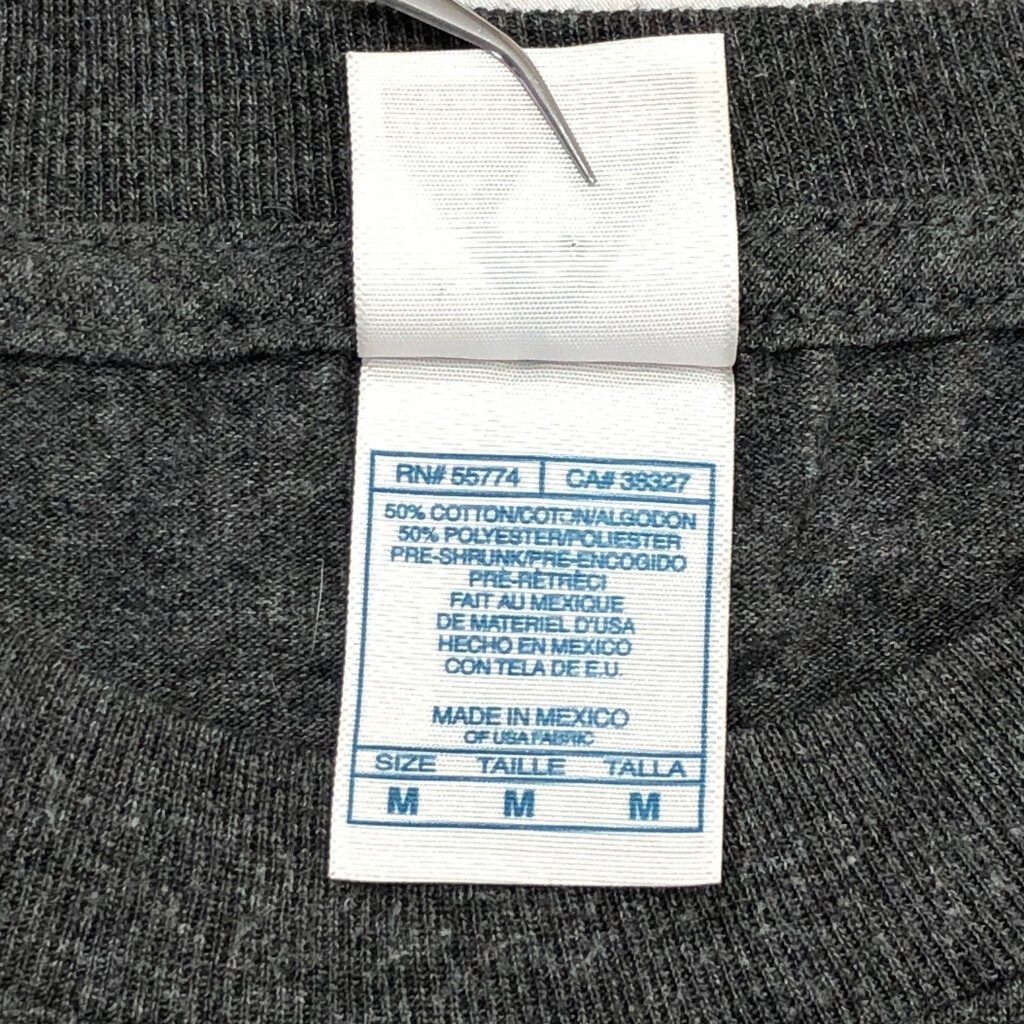 RN# 55774 CA# 38327
50% COTTON/COTON/ALGODON
50% POLYESTER/POLIESTER
PRE-SHRUNK/PRE-ENCOGIDO
PRÉ-RÉTRÉCI
FAIT AU MEXIQUE
DE MATERIEL D'USA
HECHO EN MEXICO
CON TELA DE E.U.
MADE IN MEXICO
OF USA FABRIC
SIZE TAILLE TALLA
M M M